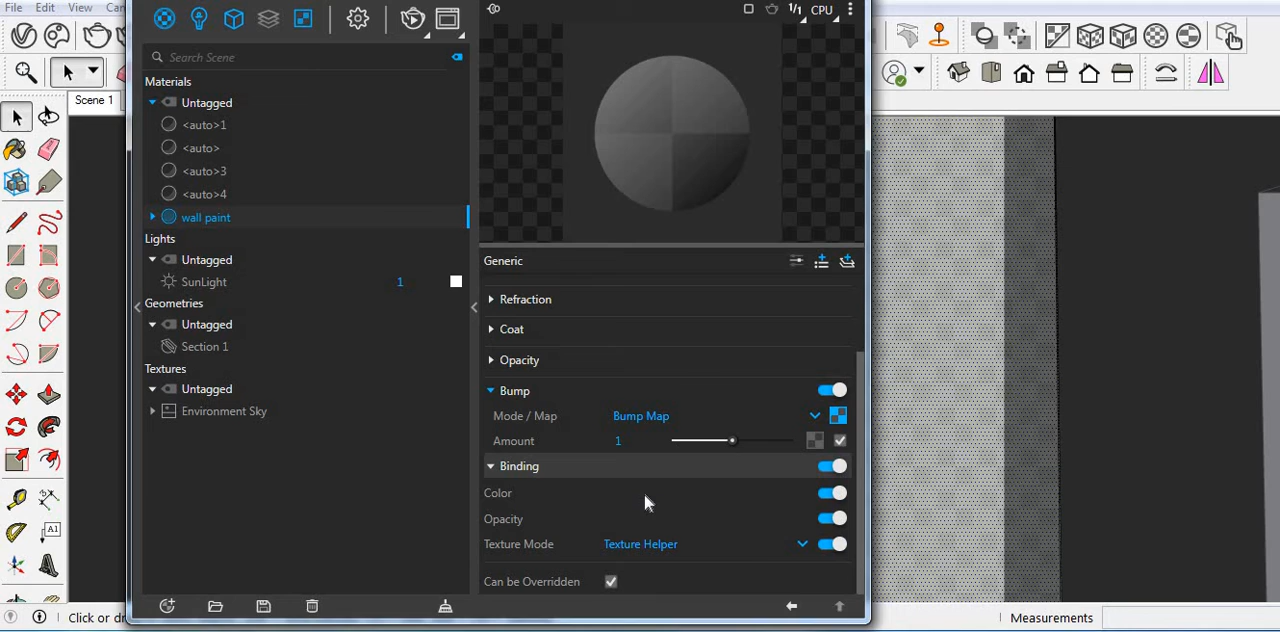 File Edit View Can
1/1 CPU
Search Scene
Scene 1
Materials
Untagged
<auto>1
<auto>
<auto>3
<auto>4
wall paint
Lights
Untagged
SunLight 1
Geometries
Untagged
Section 1
Textures
Untagged
Environment Sky
Generic
Refraction
Coat
Opacity
Bump
Mode / Map Bump Map
Amount 1
Binding
Color
Opacity
Texture Mode Texture Helper
Can be Overridden
A1
Click or dr
Measurements